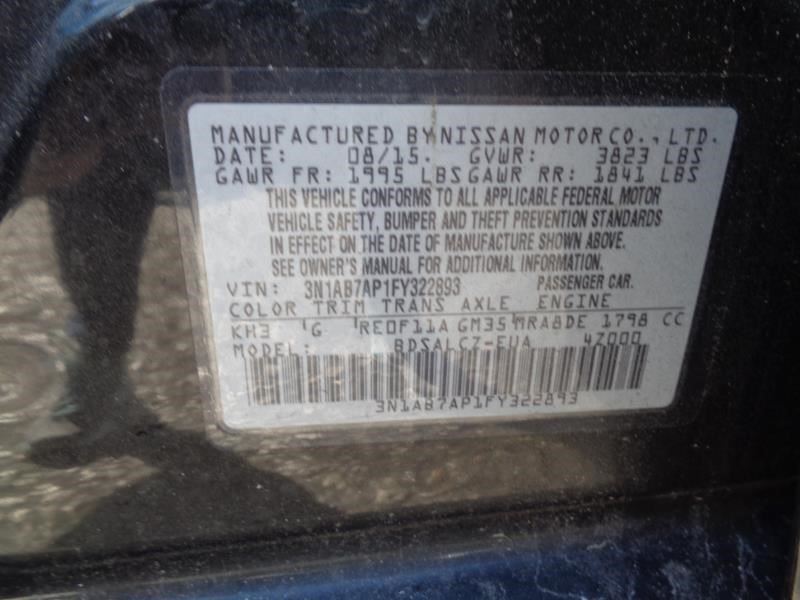 MANUFACTURED BY NISSAN MOTOR CO., LTD.
DATE: 08/15. GVWR: 3823 LBS
GAWR FR: 1995 LBS GAWR RR: 1841 LBS
THIS VEHICLE CONFORMS TO ALL APPLICABLE FEDERAL MOTOR
VEHICLE SAFETY, BUMPER AND THEFT PREVENTION STANDARDS
IN EFFECT ON THE DATE OF MANUFACTURE SHOWN ABOVE.
SEE OWNER'S MANUAL FOR ADDITIONAL INFORMATION.
VIN: 3N1AB7AP1FY322893 PASSENGER CAR.
COLOR TRIM TRANS AXLE ENGINE
KH3 G RE0F11A GM35 MRA8DE 1798 CC
MODEL: BDSALCZ-EUA 4Z000
3N1AB7AP1FY322893